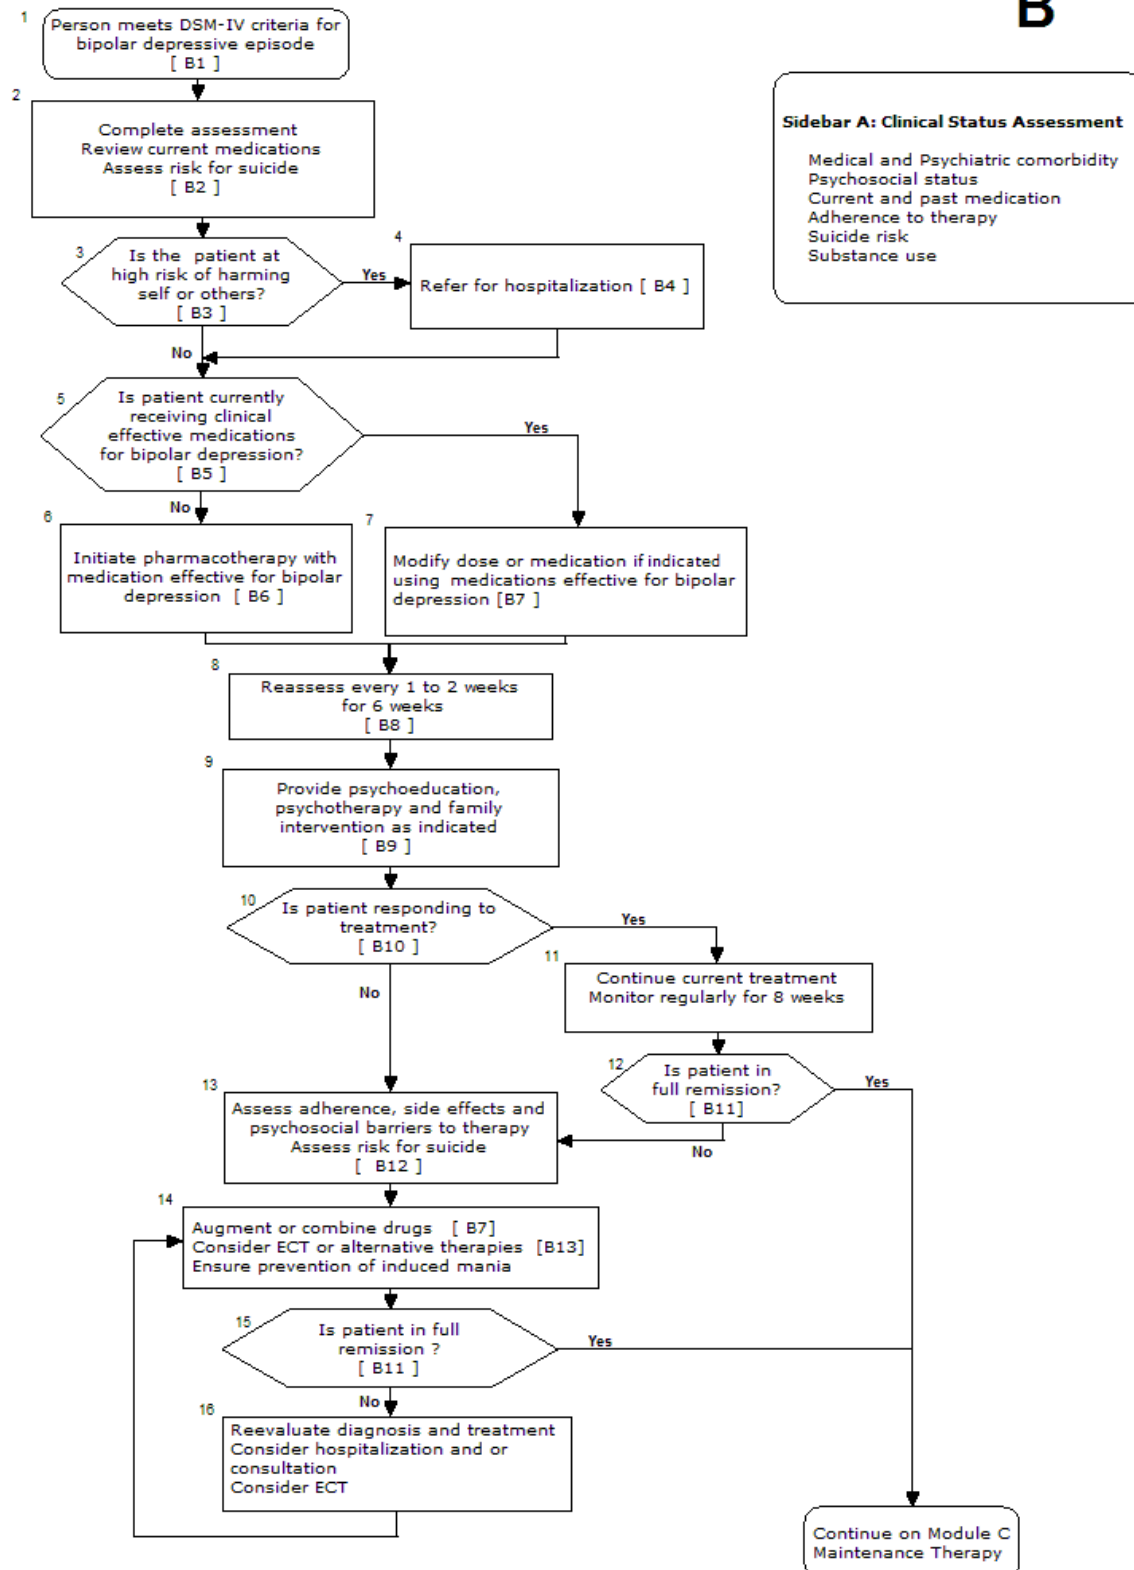 B
1
Person meets DSM-IV criteria for
bipolar depressive episode
[ B1 ]
2
Complete assessment
Review current medications
Assess risk for suicide
[ B2 ]
Sidebar A: Clinical Status Assessment
Medical and Psychiatric comorbidity
Psychosocial status
Current and past medication
Adherence to therapy
Suicide risk
Substance use
3
Is the patient at
high risk of harming
self or others?
[ B3 ]
Yes
4
Refer for hospitalization [ B4 ]
No
5
Is patient currently
receiving clinical
effective medications
for bipolar depression?
[ B5 ]
Yes
No
6
Initiate pharmacotherapy with
medication effective for bipolar
depression [ B6 ]
7
Modify dose or medication if indicated
using medications effective for bipolar
depression [B7 ]
8
Reassess every 1 to 2 weeks
for 6 weeks
[ B8 ]
9
Provide psychoeducation,
psychotherapy and family
intervention as indicated
[ B9 ]
10
Is patient responding to
treatment?
[ B10 ]
Yes
No
11
Continue current treatment
Monitor regularly for 8 weeks
12
Is patient in
full remission?
[ B11]
Yes
No
13
Assess adherence, side effects and
psychosocial barriers to therapy
Assess risk for suicide
[ B12 ]
14
Augment or combine drugs [ B7]
Consider ECT or alternative therapies [B13]
Ensure prevention of induced mania
15
Is patient in full
remission ?
[ B11 ]
Yes
No
16
Reevaluate diagnosis and treatment
Consider hospitalization and or
consultation
Consider ECT
Continue on Module C
Maintenance Therapy